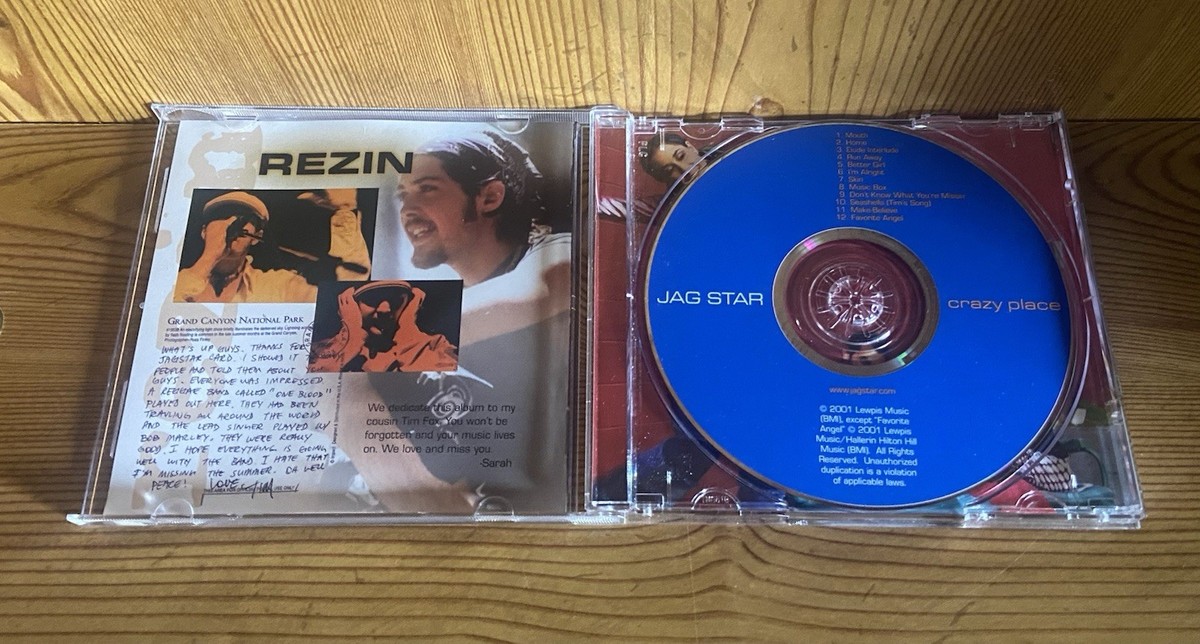 REZIN
GRAND CANYON NATIONAL PARK
WHAT'S UP GUYS. THANKS FOR
JAGSTAR CARD. I SHOWED IT
PEOPLE AND TOLD THEM ABOUT
GUYS. EVERYONE WAS IMPRESSED.
A REGGAE BAND CALLED "ONE BLOOD"
PLAYED OUT HERE. THEY HAD BEEN
TRAVLING ALL AROUND THE WORLD
AND THE LEAD SINGER PLAYED W/
BOB MARLEY. THEY WERE REALLY
GOOD. I HOPE EVERYTHING IS GOING
WELL WITH THE BAND. I HATE THAT
I'M MISSING THE SUMMER. DA WELL
PEACE! LOVE
We dedicate this album to my
cousin Tim Fox. You won't be
forgotten and your music lives
on. We love and miss you.
-Sarah
1. Mouth
2. Home
3. Etude Interlude
4. Run Away
5. Better Girl
6. I'm Alright
7. Skin
8. Music Box
9. Don't Know What You're Missin'
10. Seashells (Tim's Song)
11. Make-Believe
12. Favorite Angel
JAG STAR
crazy place
www.jagstar.com
© 2001 Lewpis Music
(BMI), except "Favorite
Angel" © 2001 Lewpis
Music/Hallerin Hilton Hill
Music (BMI). All Rights
Reserved. Unauthorized
duplication is a violation
of applicable laws.